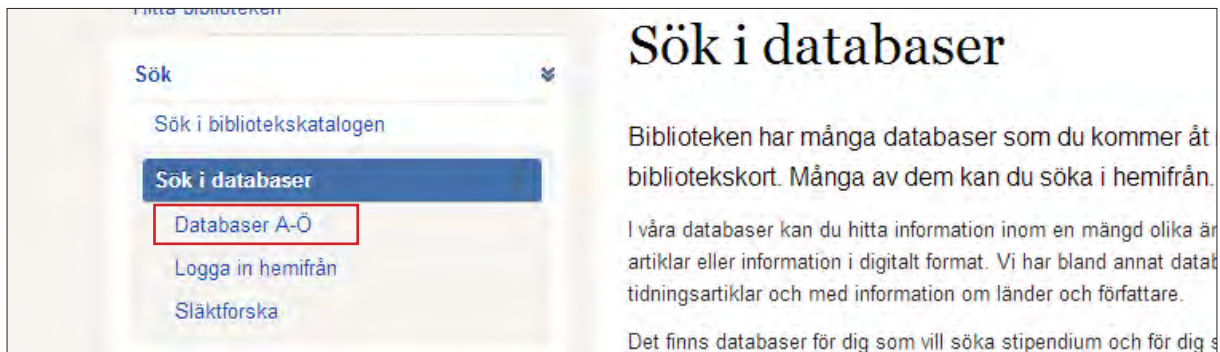 Hitta biblioteken
Sök
Sök i bibliotekskatalogen
Sök i databaser
Databaser A-Ö
Logga in hemifrån
Släktforska
Sök i databaser
Biblioteken har många databaser som du kommer åt
bibliotekskort. Många av dem kan du söka i hemifrån.
I våra databaser kan du hitta information inom en mängd olika
artiklar eller information i digitalt format. Vi har bland annat
tidningsartiklar och med information om länder och författare.
Det finns databaser för dig som vill söka stipendium och för dig